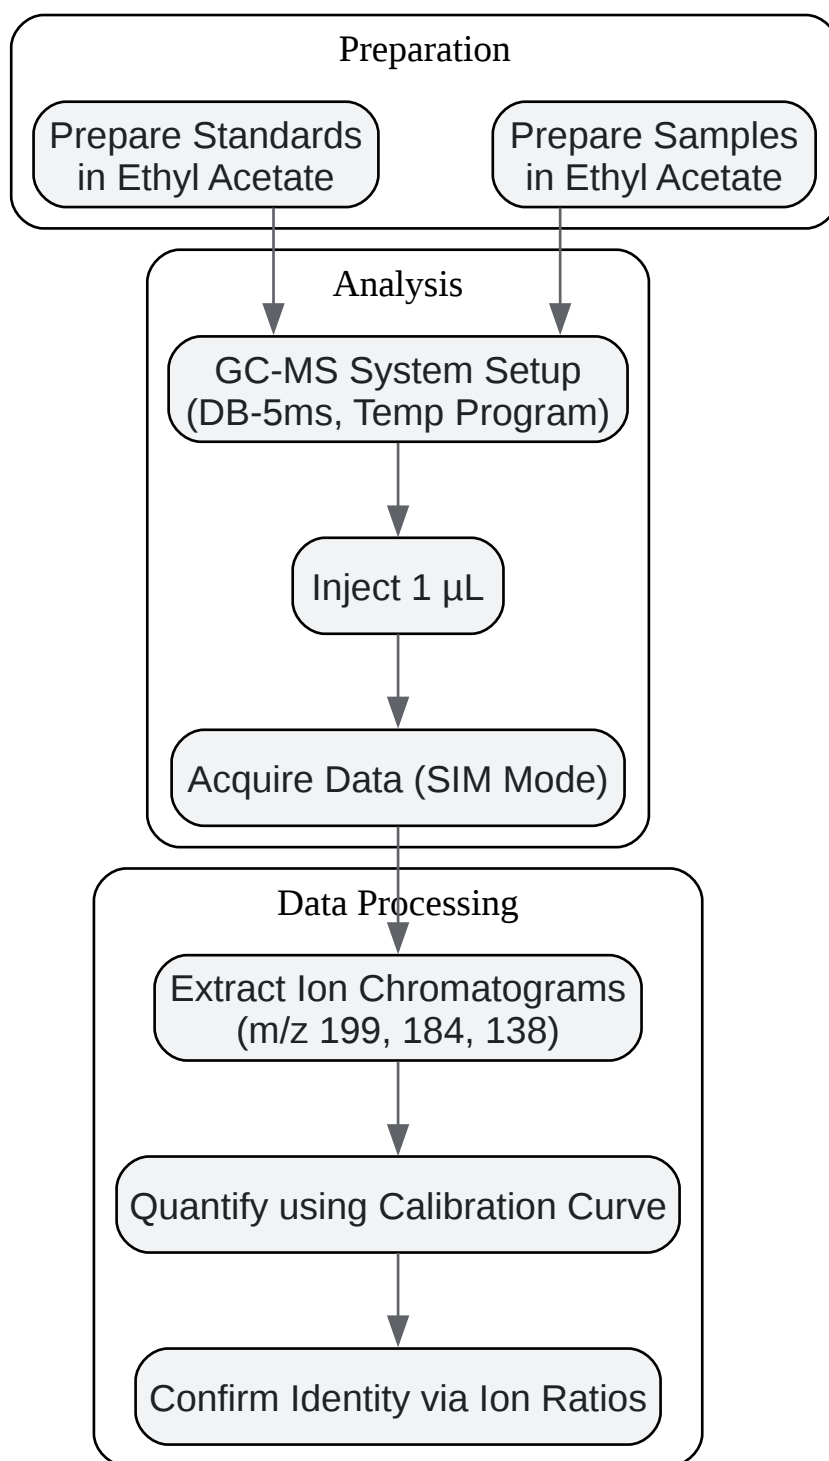 Preparation
Prepare Standards
in Ethyl Acetate
Prepare Samples
in Ethyl Acetate
Analysis
GC-MS System Setup
(DB-5ms, Temp Program)
Inject 1 µL
Acquire Data (SIM Mode)
Data Processing
Extract Ion Chromatograms
(m/z 199, 184, 138)
Quantify using Calibration Curve
Confirm Identity via Ion Ratios